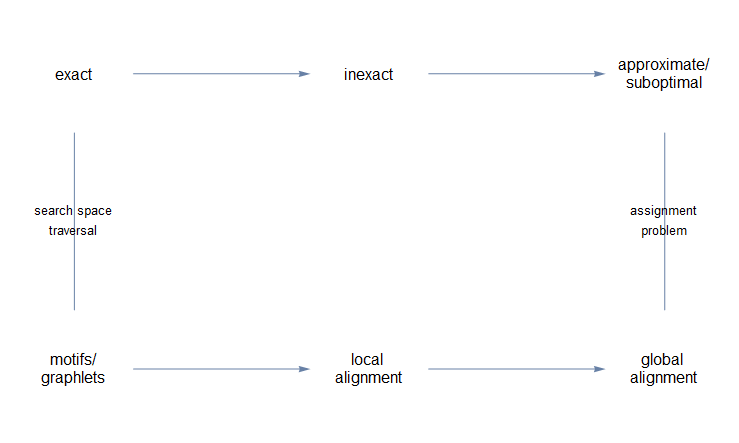 exact
inexact
approximate/
suboptimal
search space
traversal
assignment
problem
motifs/
graphlets
local
alignment
global
alignment